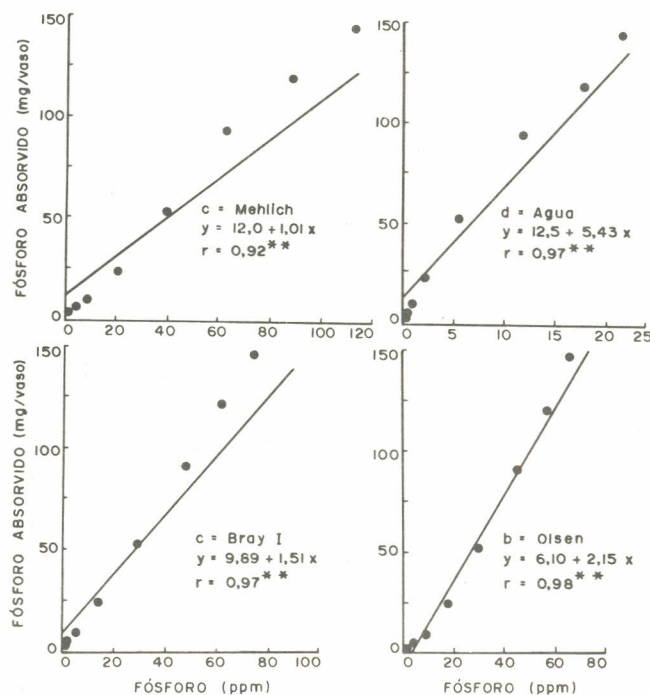 150
100
50
0
FÓSFORO ABSORVIDO (mg/vaso)
c = Mehlich
y = 12,0 + 1,01 x
r = 0,92**
0 20 40 60 80 100 120
150
100
50
0
d = Agua
y = 12,5 + 5,43 x
r = 0,97**
0 5 10 15 20 25
150
100
50
0
FÓSFORO ABSORVIDO (mg/vaso)
c = Bray I
y = 9,89 + 1,51 x
r = 0,97**
0 20 40 60 80 100
FÓSFORO (ppm)
150
100
50
0
b = Olsen
y = 6,10 + 2,15 x
r = 0,98**
0 20 40 60 80
FÓSFORO (ppm)